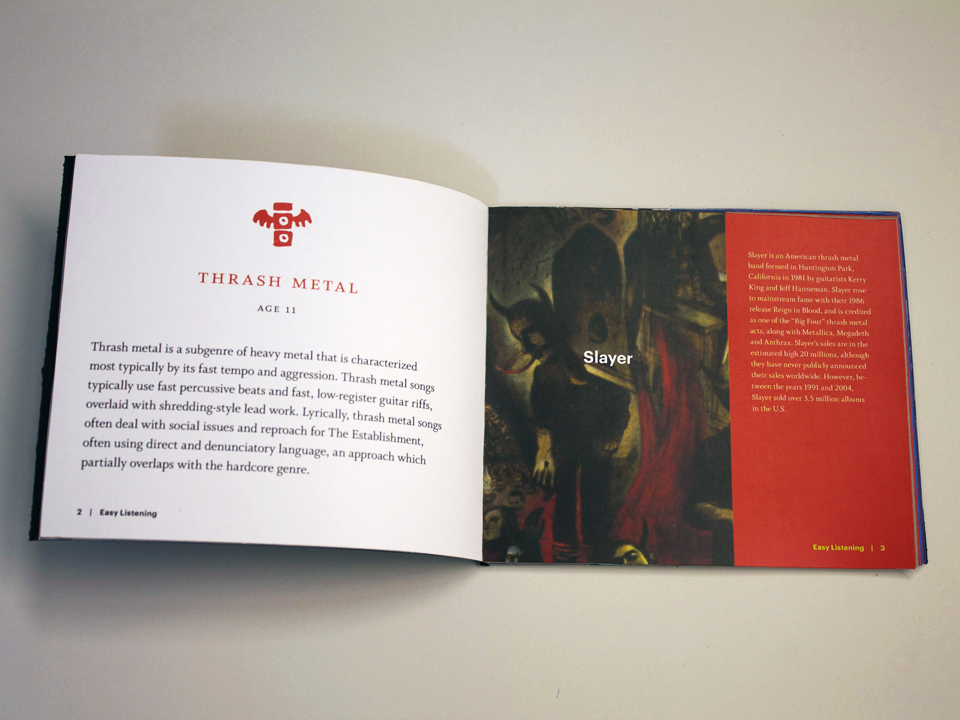 THRASH METAL
AGE 11
Thrash metal is a subgenre of heavy metal that is characterized
most typically by its fast tempo and aggression. Thrash metal songs
typically use fast percussive beats and fast, low-register guitar riffs,
overlaid with shredding-style lead work. Lyrically, thrash metal songs
often deal with social issues and reproach for The Establishment,
often using direct and denunciatory language, an approach which
partially overlaps with the hardcore genre.
2 | Easy Listening
Slayer
Slayer is an American thrash metal
band formed in Huntington Park,
California in 1981 by guitarists Kerry
King and Jeff Hanneman. Slayer rose
to mainstream fame with their 1986
release Reign in Blood, and is credited
as one of the "Big Four" thrash metal
acts, along with Metallica, Megadeth
and Anthrax. Slayer's sales are in the
estimated high 20 millions, although
they have never publicly announced
their sales worldwide. However, be-
tween the years 1991 and 2004,
Slayer sold over 3.5 million albums
in the U.S.
Easy Listening | 3